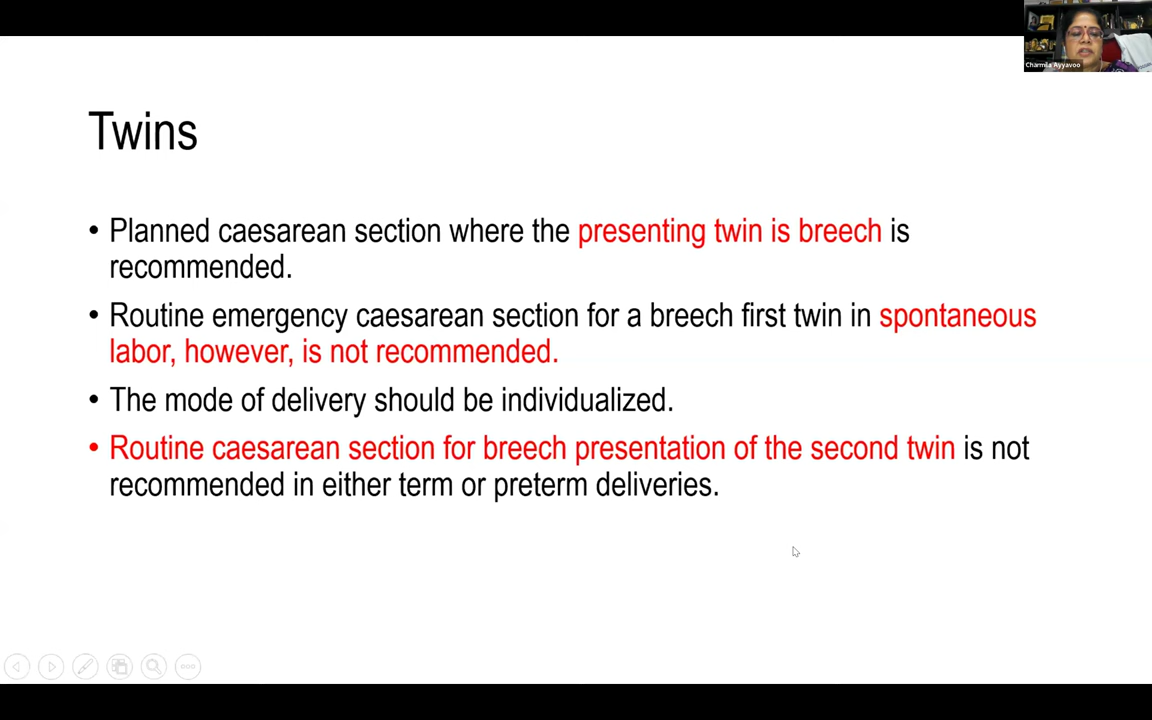 Charmila Ayyavoo
Twins
• Planned caesarean section where the presenting twin is breech is
recommended.
• Routine emergency caesarean section for a breech first twin in spontaneous
labor, however, is not recommended.
• The mode of delivery should be individualized.
• Routine caesarean section for breech presentation of the second twin is not
recommended in either term or preterm deliveries.